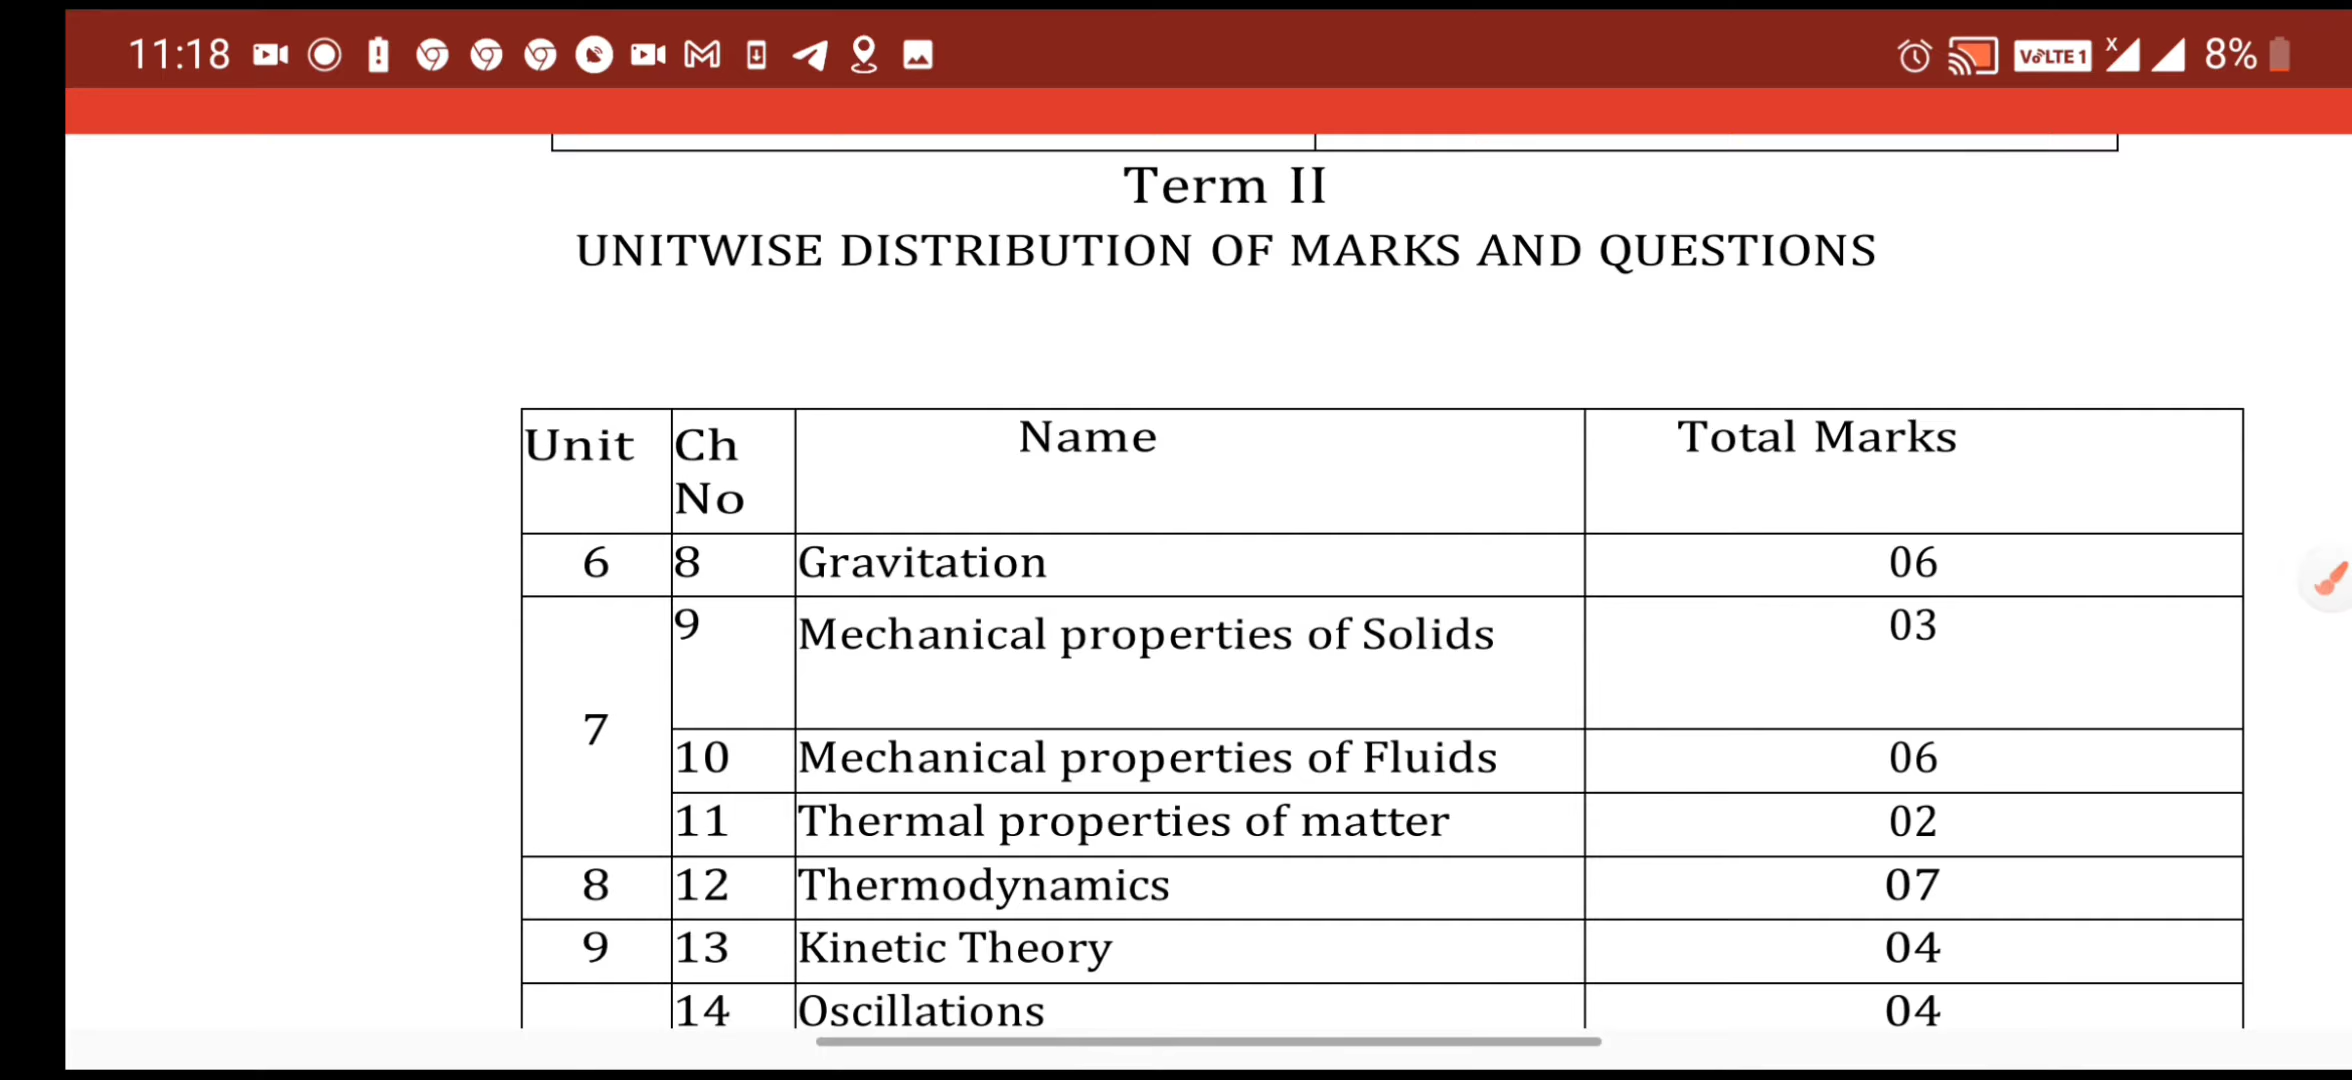 11:18 VoLTE 1 X 8%
Term II
UNITWISE DISTRIBUTION OF MARKS AND QUESTIONS
Unit Ch No Name Total Marks
6 8 Gravitation 06
7 9 Mechanical properties of Solids 03
10 Mechanical properties of Fluids 06
11 Thermal properties of matter 02
8 12 Thermodynamics 07
9 13 Kinetic Theory 04
14 Oscillations 04